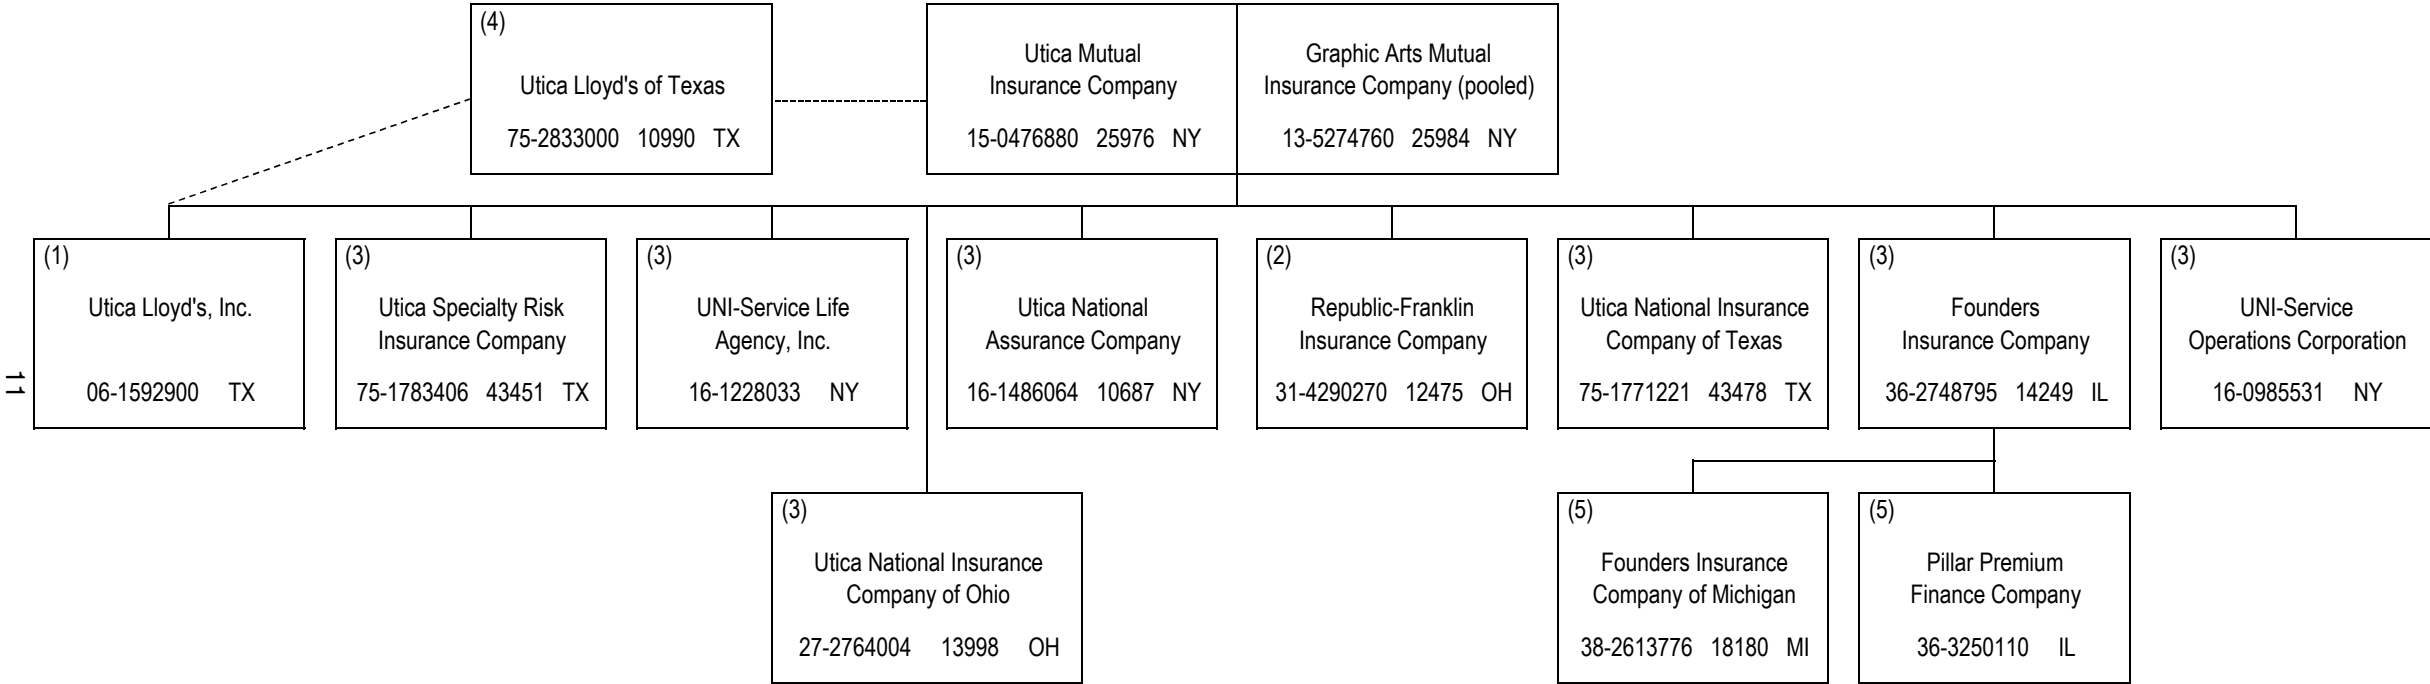 (4)
Utica Lloyd's of Texas
75-2833000 10990 TX
Utica Mutual
Insurance Company
15-0476880 25976 NY
Graphic Arts Mutual
Insurance Company (pooled)
13-5274760 25984 NY
(1)
Utica Lloyd's, Inc.
06-1592900 TX
(3)
Utica Specialty Risk
Insurance Company
75-1783406 43451 TX
(3)
UNI-Service Life
Agency, Inc.
16-1228033 NY
(3)
Utica National
Assurance Company
16-1486064 10687 NY
(2)
Republic-Franklin
Insurance Company
31-4290270 12475 OH
(3)
Utica National Insurance
Company of Texas
75-1771221 43478 TX
(3)
Founders
Insurance Company
36-2748795 14249 IL
(3)
UNI-Service
Operations Corporation
16-0985531 NY
11
(3)
Utica National Insurance
Company of Ohio
27-2764004 13998 OH
(5)
Founders Insurance
Company of Michigan
38-2613776 18180 MI
(5)
Pillar Premium
Finance Company
36-3250110 IL